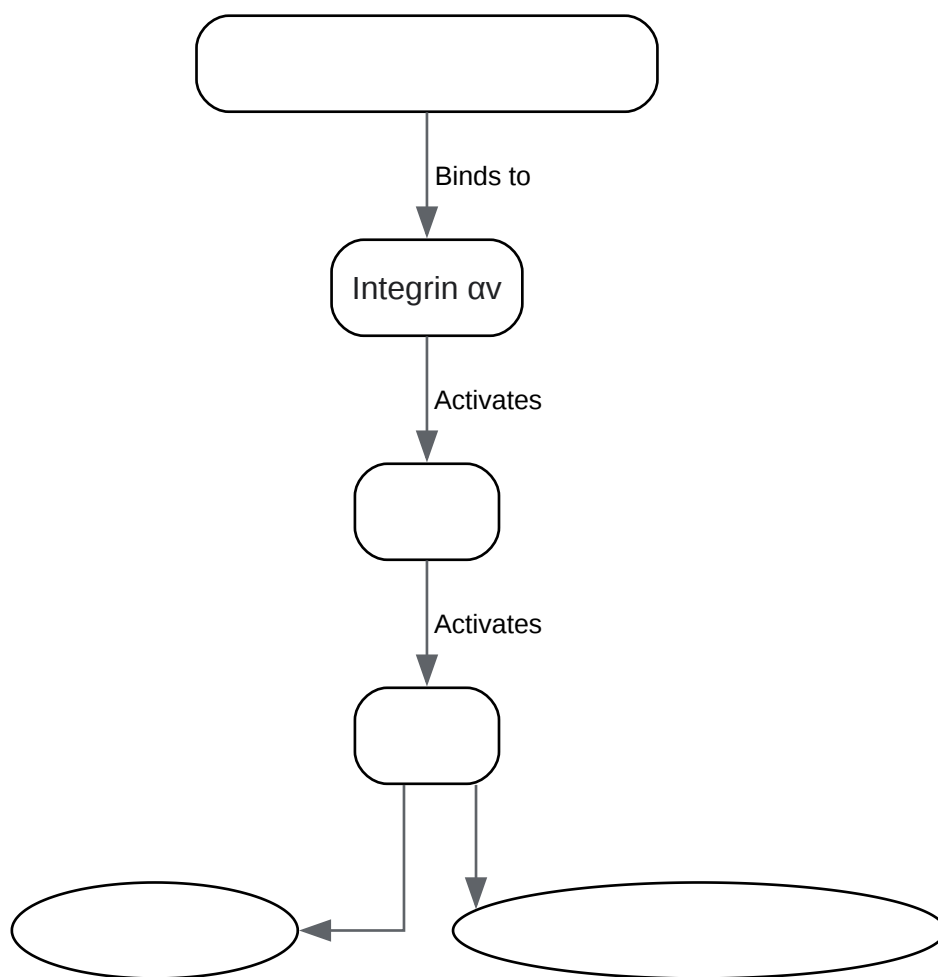 Binds to
Integrin αv
Activates
Activates